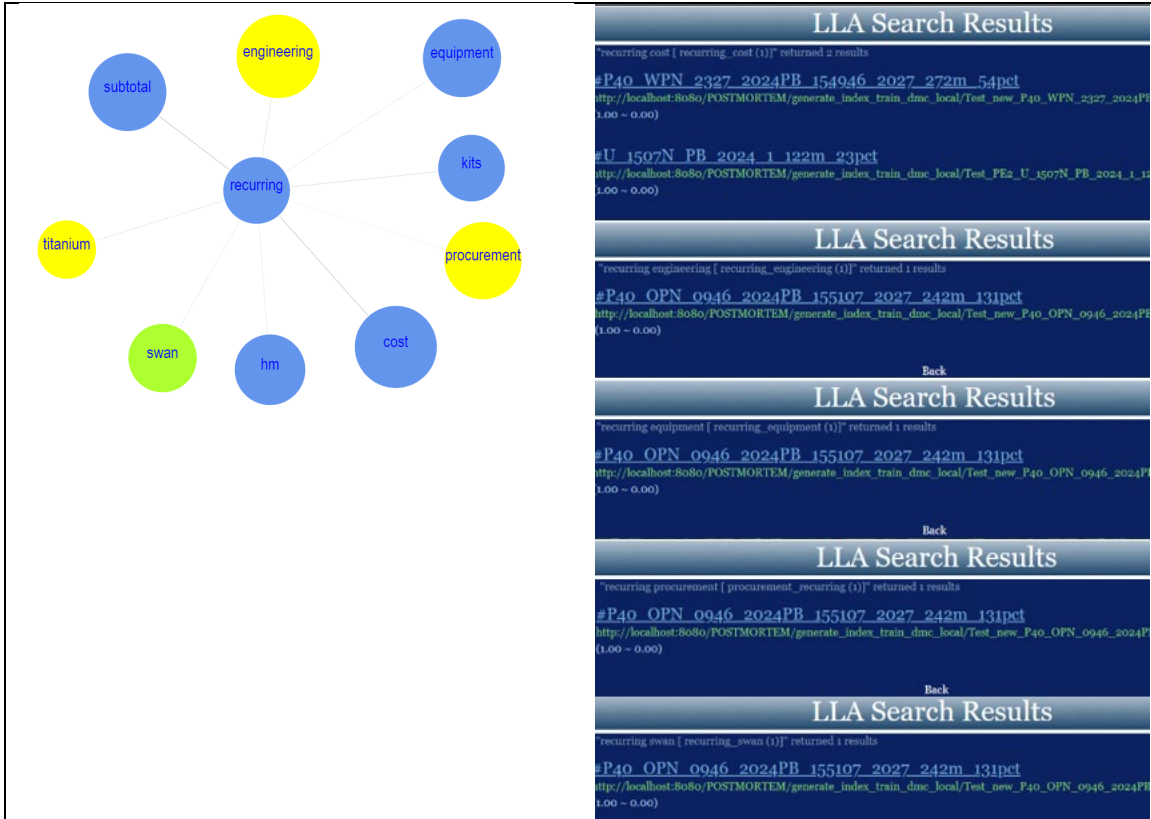 engineering
equipment
subtotal
kits
recurring
titanium
procurement
swan
hm
cost
LLA Search Results
"recurring cost [ recurring_cost (1)]" returned 2 results
#P40_WPN_2327_2024PB_154946_2027_272m_54pct
http://localhost:8080/POSTMORTEM/generate_index_train_dmc_local/Test_new_P40_WPN_2327_2024PB
(1.00 ~ 0.00)
#U_1507N_PB_2024_1_122m_23pct
http://localhost:8080/POSTMORTEM/generate_index_train_dmc_local/Test_PE2_U_1507N_PB_2024_1_12
(1.00 ~ 0.00)
LLA Search Results
"recurring engineering [ recurring_engineering (1)]" returned 1 results
#P40_OPN_0946_2024PB_155107_2027_242m_131pct
http://localhost:8080/POSTMORTEM/generate_index_train_dmc_local/Test_new_P40_OPN_0946_2024PB
(1.00 ~ 0.00)
Back
LLA Search Results
"recurring equipment [ recurring_equipment (1)]" returned 1 results
#P40_OPN_0946_2024PB_155107_2027_242m_131pct
http://localhost:8080/POSTMORTEM/generate_index_train_dmc_local/Test_new_P40_OPN_0946_2024PB
(1.00 ~ 0.00)
Back
LLA Search Results
"recurring procurement [ procurement_recurring (1)]" returned 1 results
#P40_OPN_0946_2024PB_155107_2027_242m_131pct
http://localhost:8080/POSTMORTEM/generate_index_train_dmc_local/Test_new_P40_OPN_0946_2024PB
(1.00 ~ 0.00)
Back
LLA Search Results
"recurring swan [ recurring_swan (1)]" returned 1 results
#P40_OPN_0946_2024PB_155107_2027_242m_131pct
http://localhost:8080/POSTMORTEM/generate_index_train_dmc_local/Test_new_P40_OPN_0946_2024PB
(1.00 ~ 0.00)